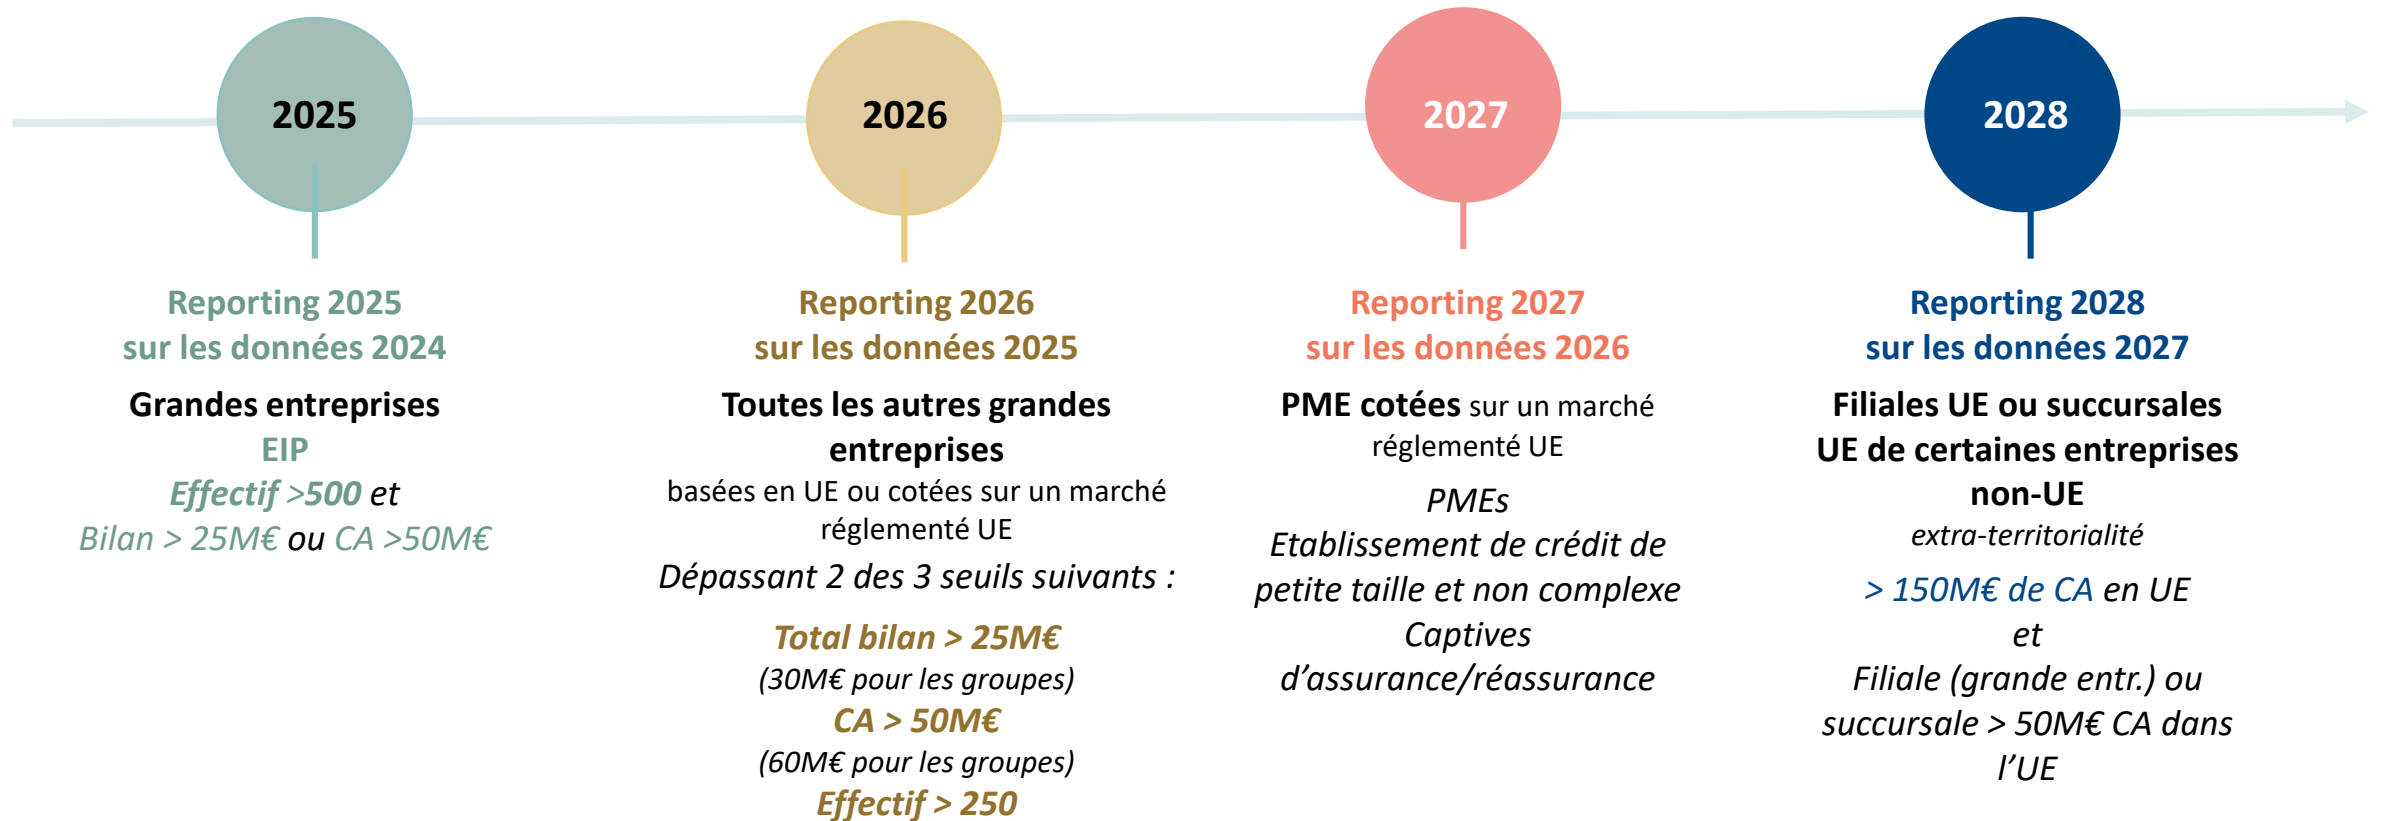 2025
Reporting 2025
sur les données 2024
Grandes entreprises
EIP
Effectif >500 et
Bilan > 25M€ ou CA >50M€
2026
Reporting 2026
sur les données 2025
Toutes les autres grandes
entreprises
basées en UE ou cotées sur un marché
réglementé UE
Dépassant 2 des 3 seuils suivants :
Total bilan > 25M€
(30M€ pour les groupes)
CA > 50M€
(60M€ pour les groupes)
Effectif > 250
2027
Reporting 2027
sur les données 2026
PME cotées sur un marché
réglementé UE
PMEs
Etablissement de crédit de
petite taille et non complexe
Captives
d’assurance/réassurance
2028
Reporting 2028
sur les données 2027
Filiales UE ou succursales
UE de certaines entreprises
non-UE
extra-territorialité
> 150M€ de CA en UE
et
Filiale (grande entr.) ou
succursale > 50M€ CA dans
l’UE